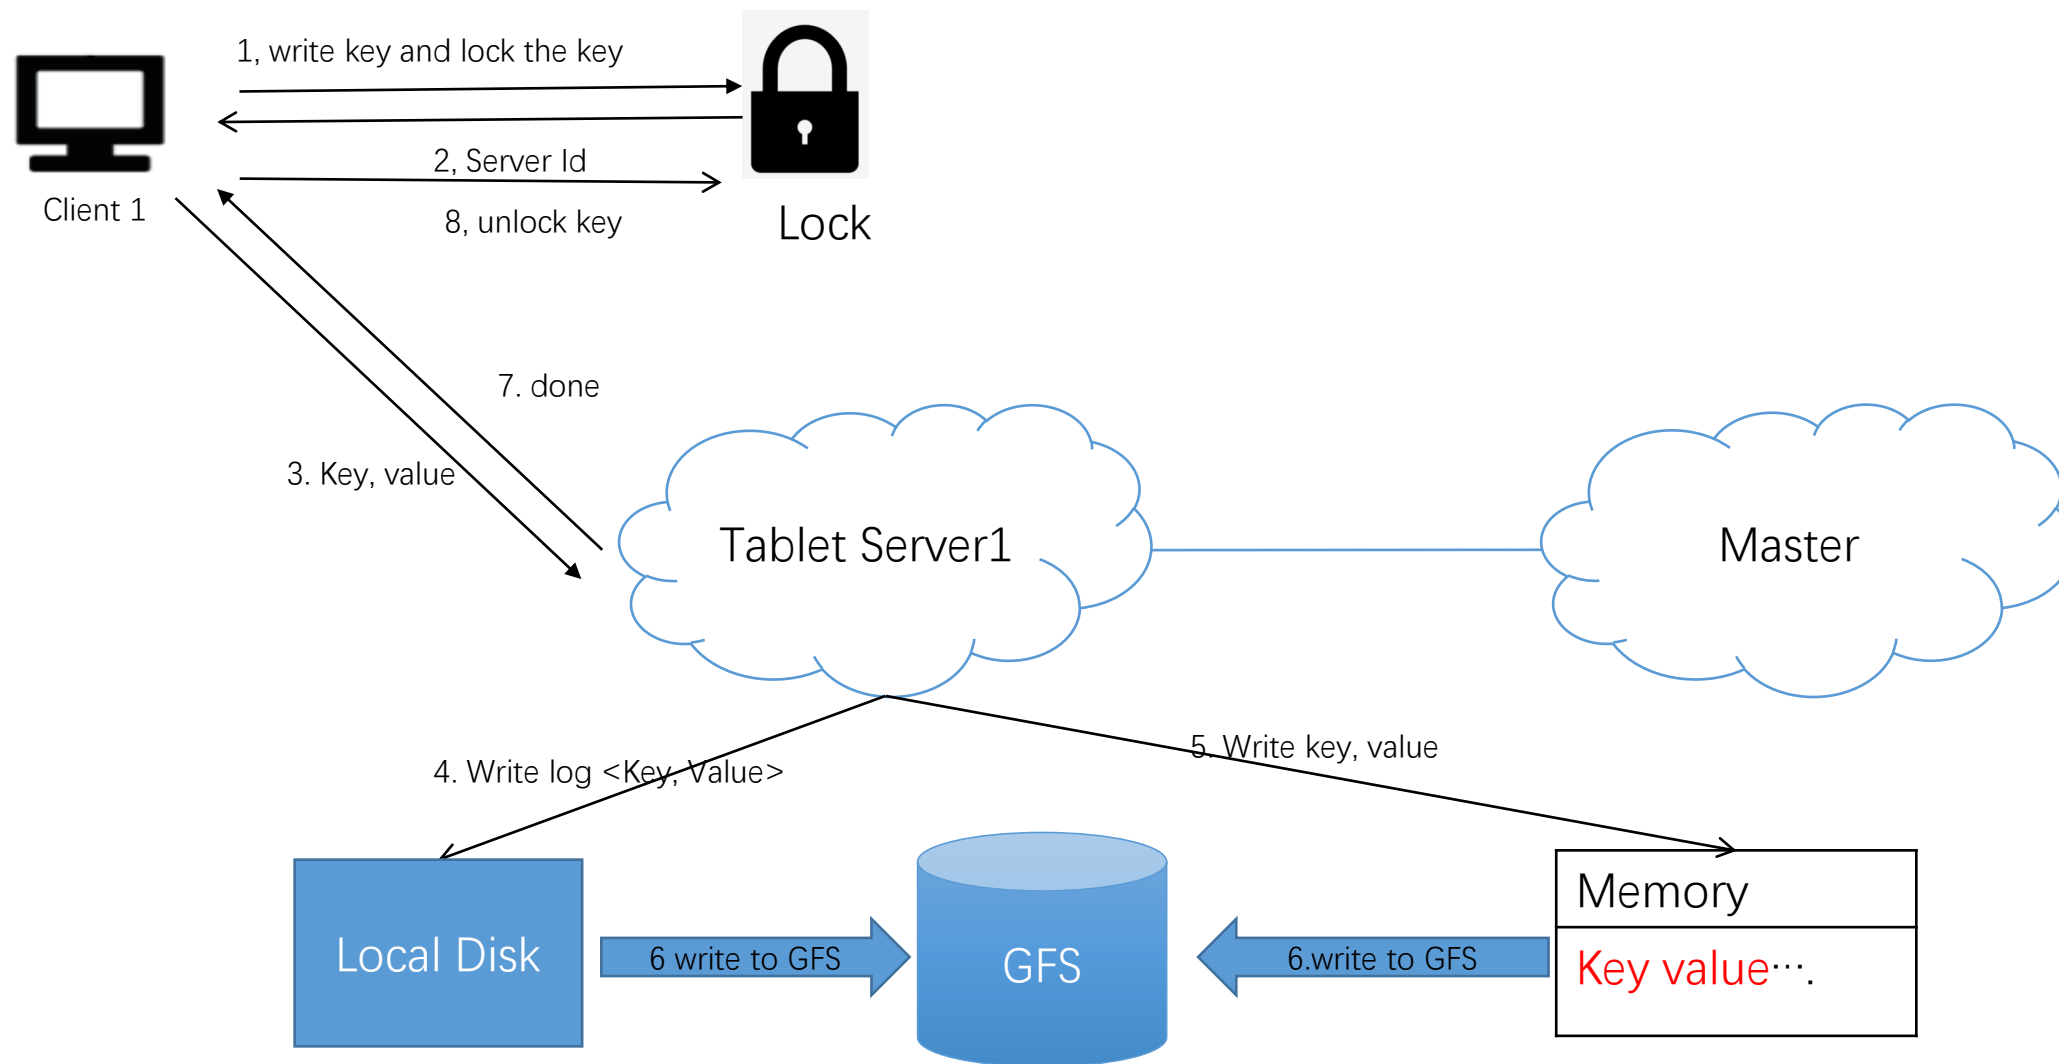 1, write key and lock the key
2, Server Id
Client 1
8, unlock key
Lock
7. done
3. Key, value
Tablet Server1
Master
4. Write log <Key, Value>
5. Write key, value
Local Disk
6 write to GFS
GFS
6.write to GFS
Memory
Key value….